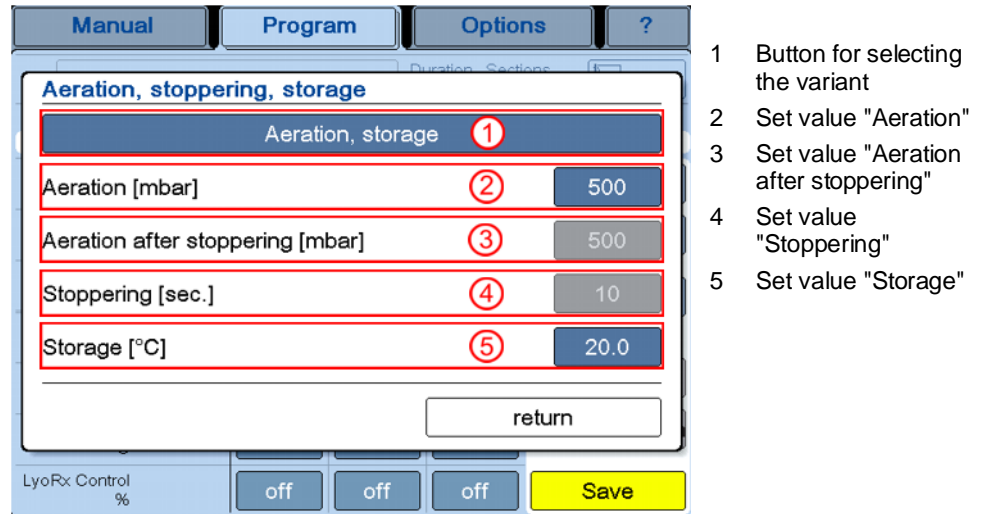 Manual Program Options ?
Duration Sections
Aeration, stoppering, storage
Aeration, storage 1
Aeration [mbar] 2 500
Aeration after stoppering [mbar] 3 500
Stoppering [sec.] 4 10
Storage [°C] 5 20.0
return
LyoRx Control
% off off off Save
1 Button for selecting
the variant
2 Set value "Aeration"
3 Set value "Aeration
after stoppering"
4 Set value
"Stoppering"
5 Set value "Storage"